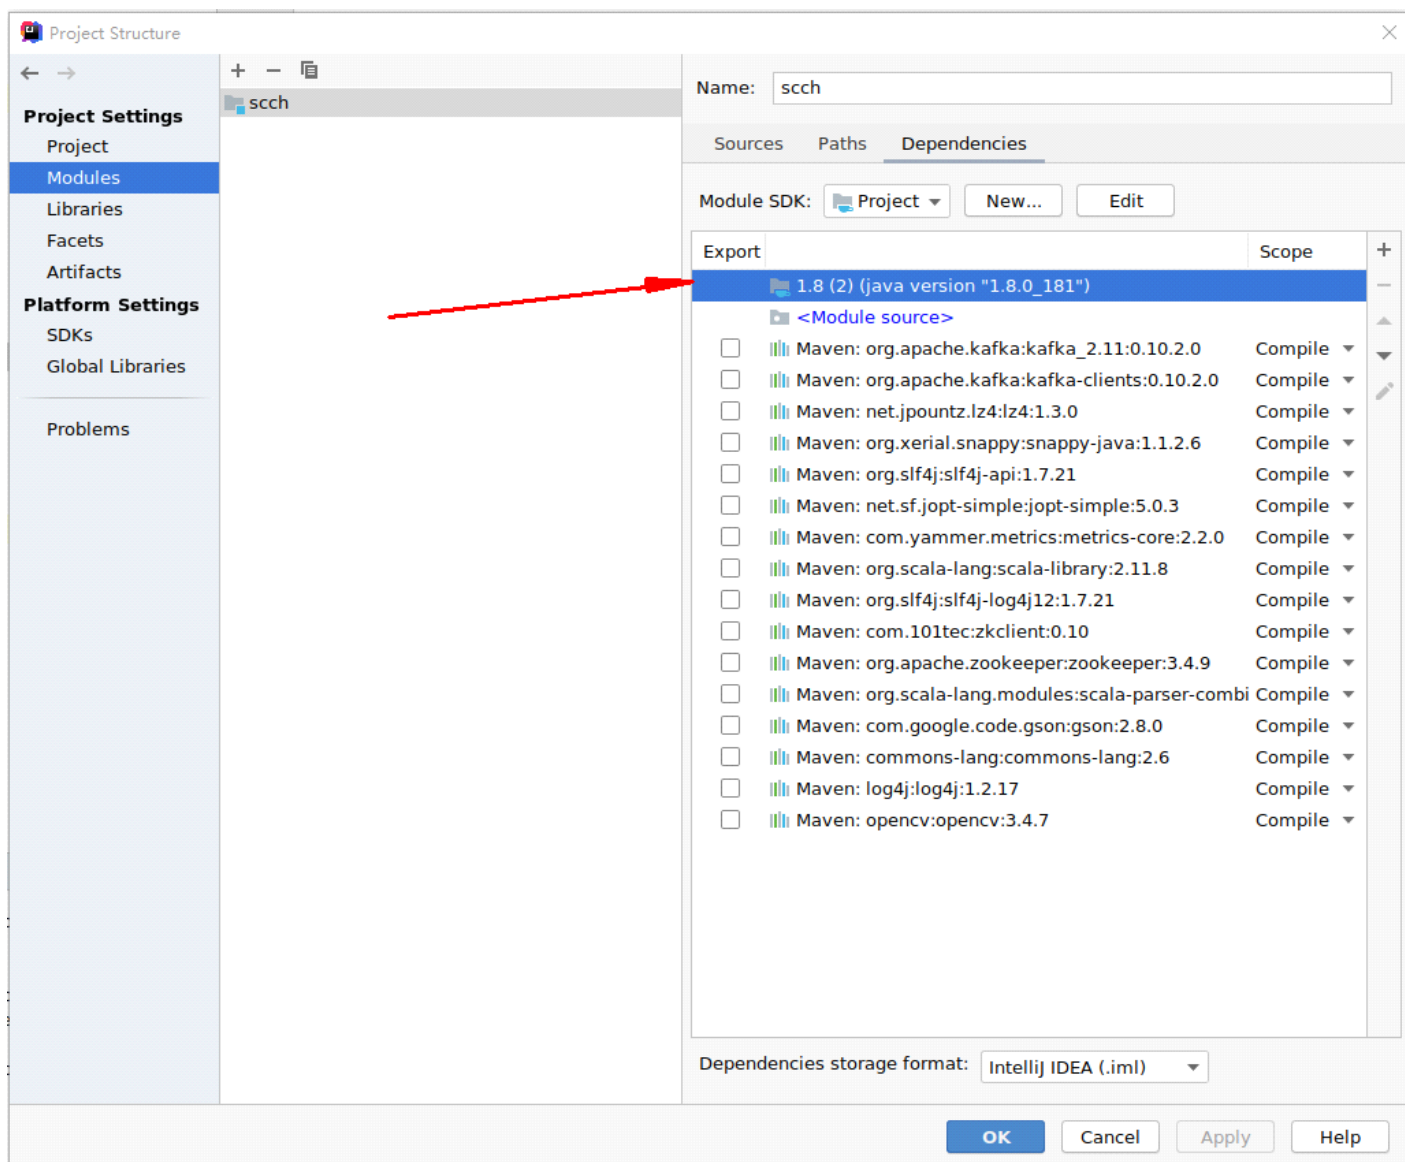 Project Structure
Project Settings
Project
Modules
Libraries
Facets
Artifacts
Platform Settings
SDKs
Global Libraries
Problems
scch
Name: scch
Sources Paths Dependencies
Module SDK: Project New... Edit
Export Scope
1.8 (2) (java version "1.8.0_181")
<Module source>
Maven: org.apache.kafka:kafka_2.11:0.10.2.0 Compile
Maven: org.apache.kafka:kafka-clients:0.10.2.0 Compile
Maven: net.jpountz.lz4:lz4:1.3.0 Compile
Maven: org.xerial.snappy:snappy-java:1.1.2.6 Compile
Maven: org.slf4j:slf4j-api:1.7.21 Compile
Maven: net.sf.jopt-simple:jopt-simple:5.0.3 Compile
Maven: com.yammer.metrics:metrics-core:2.2.0 Compile
Maven: org.scala-lang:scala-library:2.11.8 Compile
Maven: org.slf4j:slf4j-log4j12:1.7.21 Compile
Maven: com.101tec:zkclient:0.10 Compile
Maven: org.apache.zookeeper:zookeeper:3.4.9 Compile
Maven: org.scala-lang.modules:scala-parser-combi Compile
Maven: com.google.code.gson:gson:2.8.0 Compile
Maven: commons-lang:commons-lang:2.6 Compile
Maven: log4j:log4j:1.2.17 Compile
Maven: opencv:opencv:3.4.7 Compile
Dependencies storage format: IntelliJ IDEA (.iml)
OK Cancel Apply Help